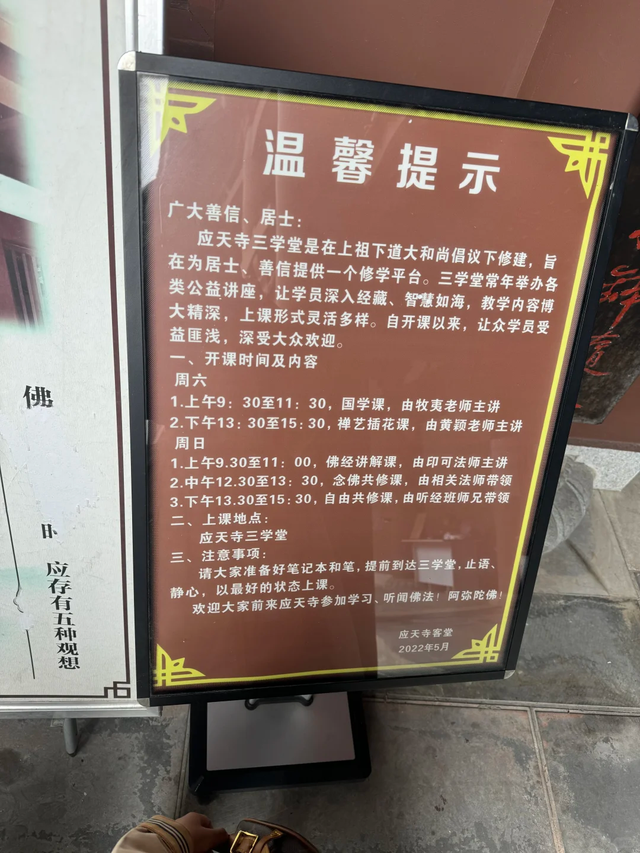 温馨提示
广大善信、居士：
应天寺三学堂是在上祖下道大和尚倡议下修建，旨
在为居士、善信提供一个修学平台。三学堂常年举办各
类公益讲座，让学员深入经藏、智慧如海，教学内容博
大精深，上课形式灵活多样。自开课以来，让众学员受
益匪浅，深受大众欢迎。
一、开课时间及内容
周六
1.上午9：30至11：30，国学课，由牧夷老师主讲
2.下午13：30至15：30，禅艺插花课，由黄颖老师主讲
周日
1.上午9.30至11：00，佛经讲解课，由印可法师主讲
2.中午12.30至13：30，念佛共修课，由相关法师带领
3.下午13.30至15：30，自由共修课，由听经班师兄带领
二、上课地点：
应天寺三学堂
三、注意事项：
请大家准备好笔记本和笔，提前到达三学堂，止语、
静心，以最好的状态上课。
欢迎大家前来应天寺参加学习、听闻佛法！阿弥陀佛！
应天寺客堂
2022年5月
佛
应存有五种观想